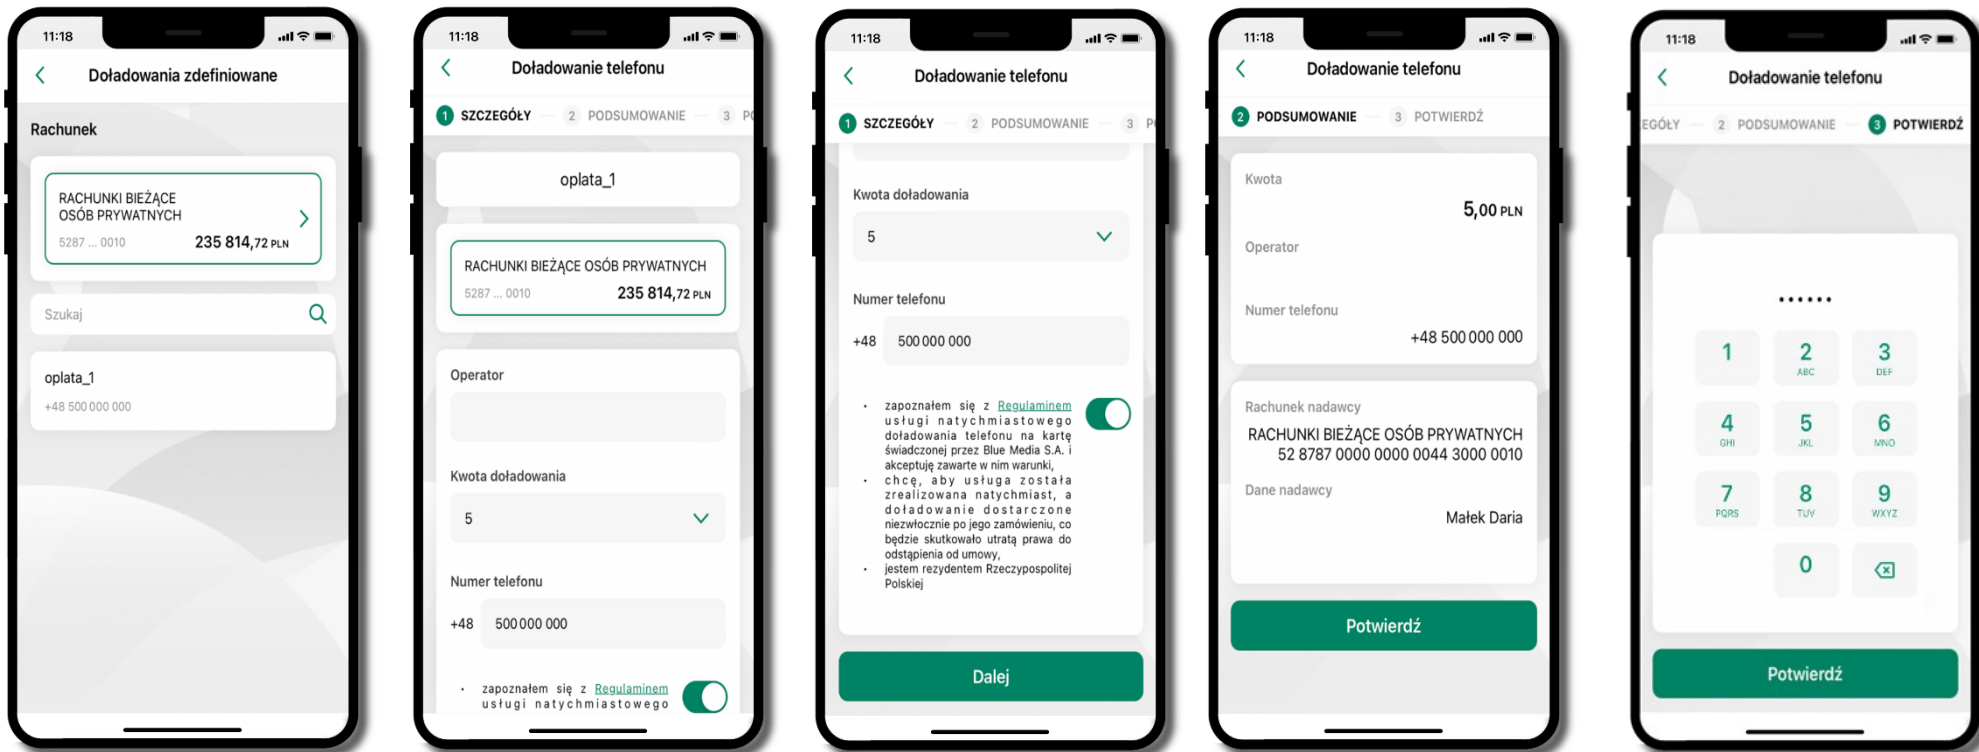 11:18
Doładowania zdefiniowane
Rachunek
RACHUNKI BIEŻĄCE
OSÓB PRYWATNYCH
5287 ... 0010 235 814,72 PLN
Szukaj
oplata_1
+48 500 000 000
11:18
Doładowanie telefonu
1 SZCZEGÓŁY 2 PODSUMOWANIE 3 PO
oplata_1
RACHUNKI BIEŻĄCE OSÓB PRYWATNYCH
5287 ... 0010 235 814,72 PLN
Operator
Kwota doładowania
5
Numer telefonu
+48 500 000 000
• zapoznałem się z Regulaminem
usługi natychmiastowego
11:18
Doładowanie telefonu
1 SZCZEGÓŁY 2 PODSUMOWANIE 3 P
Kwota doładowania
5
Numer telefonu
+48 500 000 000
• zapoznałem się z Regulaminem
usługi natychmiastowego
doładowania telefonu na kartę
świadczonej przez Blue Media S.A. i
akceptuję zawarte w nim warunki,
• chcę, aby usługa została
zrealizowana natychmiast, a
doładowanie dostarczone
niezwłocznie po jego zamówieniu, co
będzie skutkowało utratą prawa do
odstąpienia od umowy,
• jestem rezydentem Rzeczypospolitej
Polskiej
Dalej
11:18
Doładowanie telefonu
2 PODSUMOWANIE 3 POTWIERDŹ
Kwota
5,00 PLN
Operator
Numer telefonu
+48 500 000 000
Rachunek nadawcy
RACHUNKI BIEŻĄCE OSÓB PRYWATNYCH
52 8787 0000 0000 0044 3000 0010
Dane nadawcy
Małek Daria
Potwierdź
11:18
Doładowanie telefonu
EGÓŁY 2 PODSUMOWANIE 3 POTWIERDŹ
1 2 3
ABC DEF
4 5 6
GHI JKL MNO
7 8 9
PQRS TUV WXYZ
0
Potwierdź